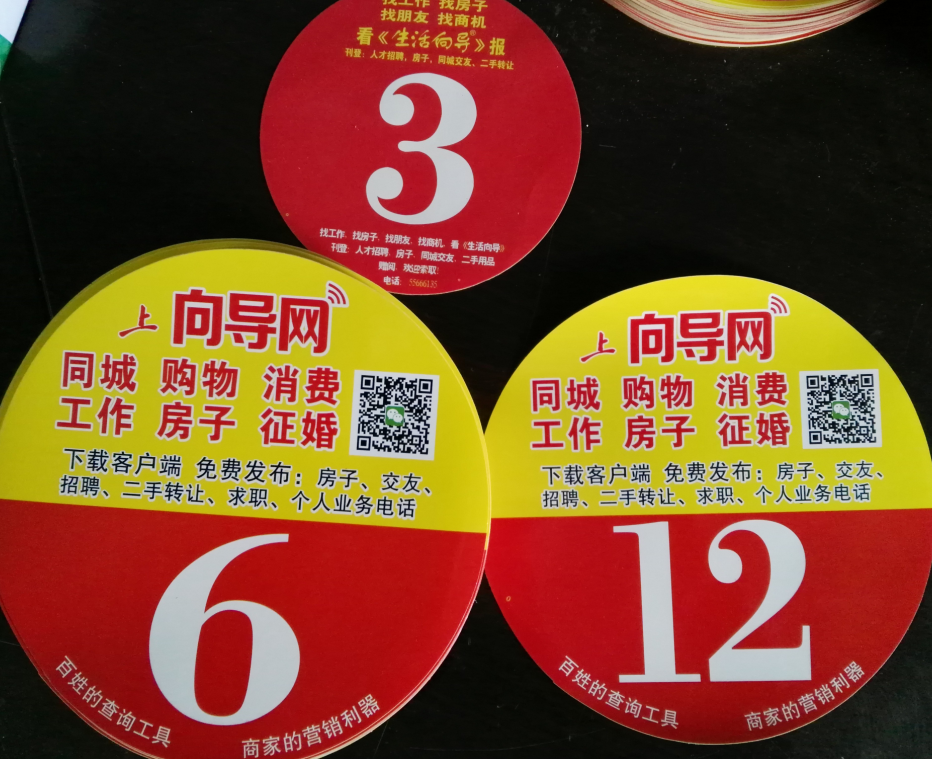 找工作 找房子
找朋友 找商机
看《生活向导®》报
刊登:人才招聘,房子,同城交友、二手转让
3
找工作、找房子、找朋友、找商机、看《生活向导》
刊登:人才招聘、房子、同城交友、二手用品
赠阅、欢迎索取!
电话:55666135
上 向导网
同城 购物 消费
工作 房子 征婚
下载客户端 免费发布:房子、交友、
招聘、二手转让、求职、个人业务电话
6
百姓的查询工具
商家的营销利器
上 向导网
同城 购物 消费
工作 房子 征婚
下载客户端 免费发布:房子、交友、
招聘、二手转让、求职、个人业务电话
12
百姓的查询工具
商家的营销利器